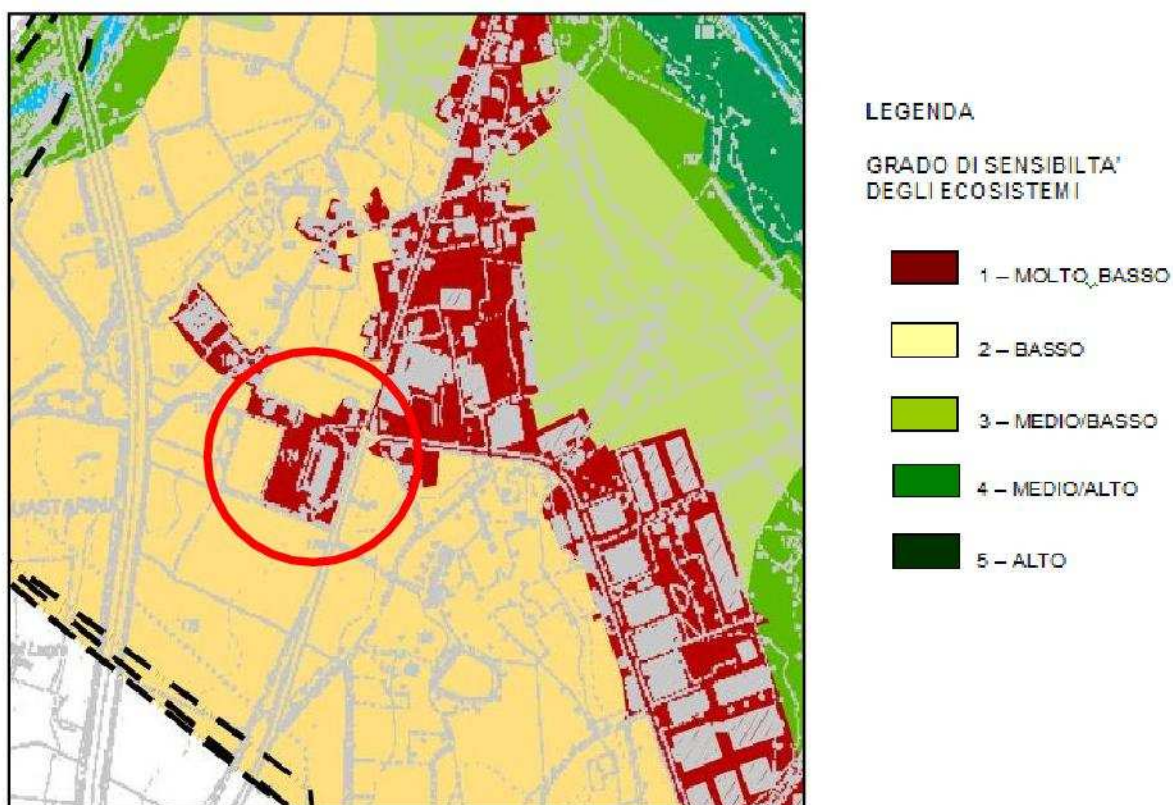 LEGENDA
GRADO DI SENSIBILTA'
DEGLI ECOSISTEMI
1 – MOLTO BASSO
2 – BASSO
3 – MEDIO/BASSO
4 – MEDIO/ALTO
5 – ALTO